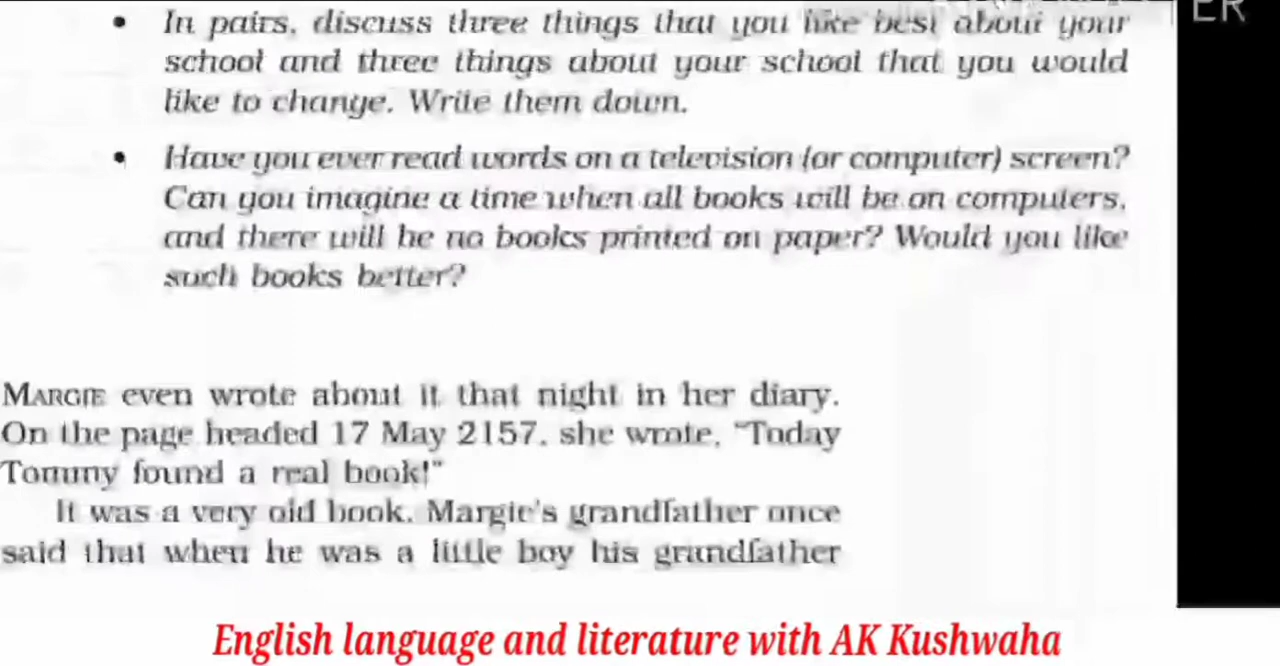 ER
• In pairs, discuss three things that you like best about your
school and three things about your school that you would
like to change. Write them down.
• Have you ever read words on a television (or computer) screen?
Can you imagine a time when all books will be on computers,
and there will be no books printed on paper? Would you like
such books better?
MARGIE even wrote about it that night in her diary.
On the page headed 17 May 2157, she wrote, "Today
Tommy found a real book!"
It was a very old book. Margie's grandfather once
said that when he was a little boy his grandfather
English language and literature with AK Kushwaha